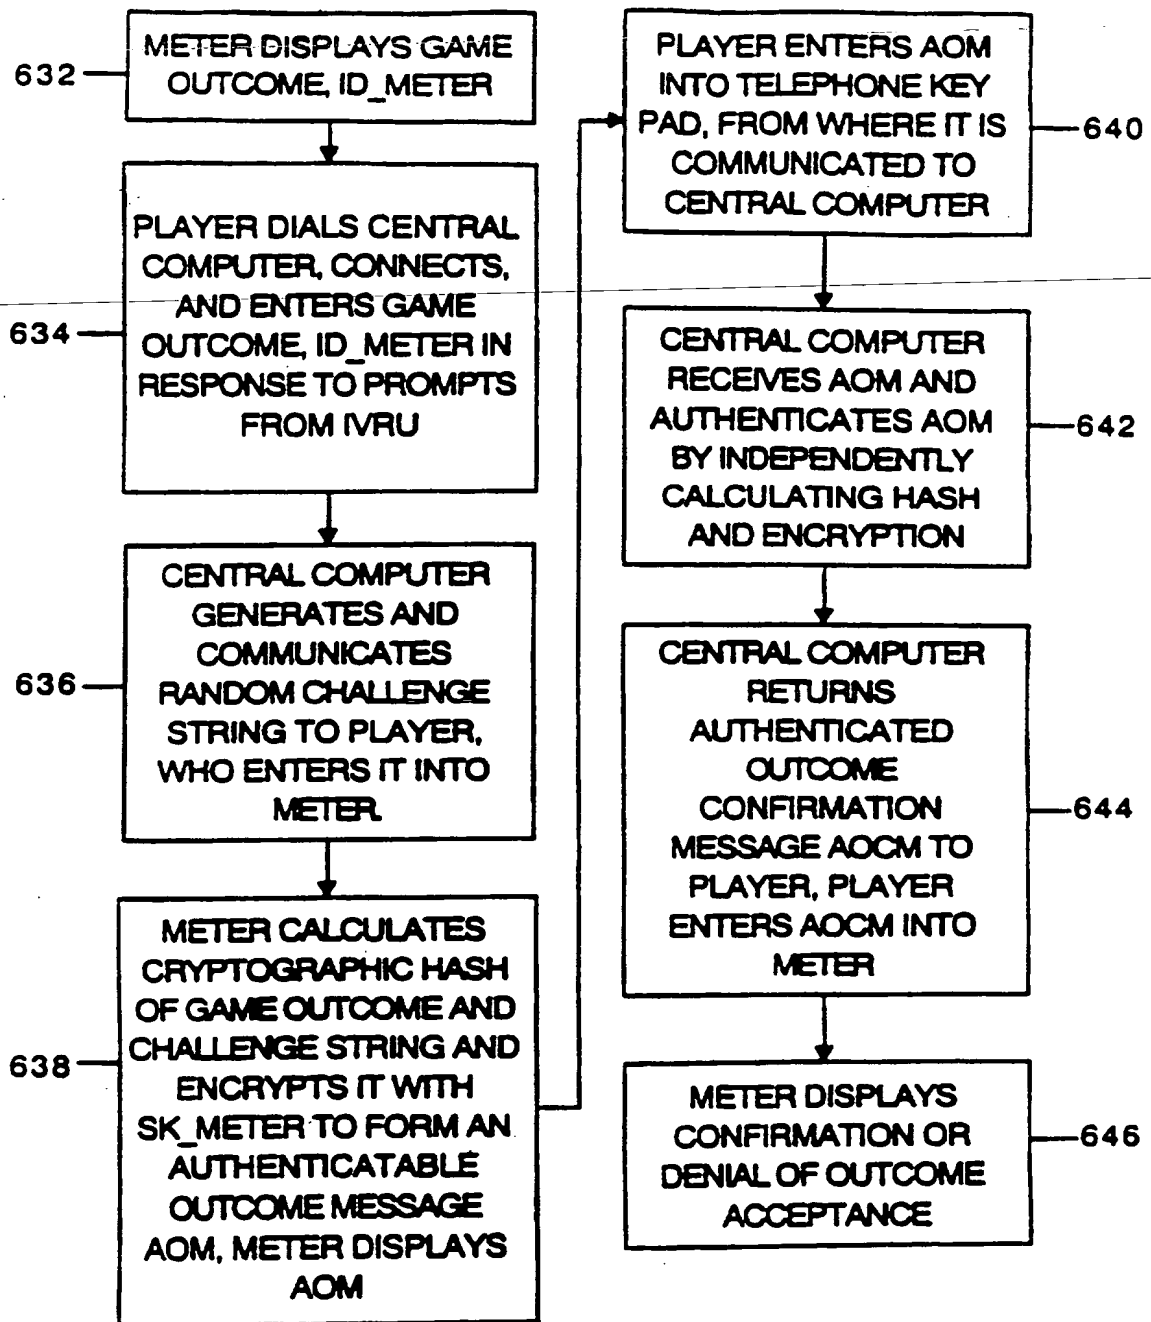 632
METER DISPLAYS GAME
OUTCOME, ID_METER
634
PLAYER DIALS CENTRAL
COMPUTER, CONNECTS,
AND ENTERS GAME
OUTCOME, ID_METER IN
RESPONSE TO PROMPTS
FROM IVRU
636
CENTRAL COMPUTER
GENERATES AND
COMMUNICATES
RANDOM CHALLENGE
STRING TO PLAYER,
WHO ENTERS IT INTO
METER.
638
METER CALCULATES
CRYPTOGRAPHIC HASH
OF GAME OUTCOME AND
CHALLENGE STRING AND
ENCRYPTS IT WITH
SK_METER TO FORM AN
AUTHENTICATABLE
OUTCOME MESSAGE
AOM, METER DISPLAYS
AOM
PLAYER ENTERS AOM
INTO TELEPHONE KEY
PAD, FROM WHERE IT IS
COMMUNICATED TO
CENTRAL COMPUTER
640
CENTRAL COMPUTER
RECEIVES AOM AND
AUTHENTICATES AOM
BY INDEPENDENTLY
CALCULATING HASH
AND ENCRYPTION
642
CENTRAL COMPUTER
RETURNS
AUTHENTICATED
OUTCOME
CONFIRMATION
MESSAGE AOCM TO
PLAYER, PLAYER
ENTERS AOCM INTO
METER
644
METER DISPLAYS
CONFIRMATION OR
DENIAL OF OUTCOME
ACCEPTANCE
646